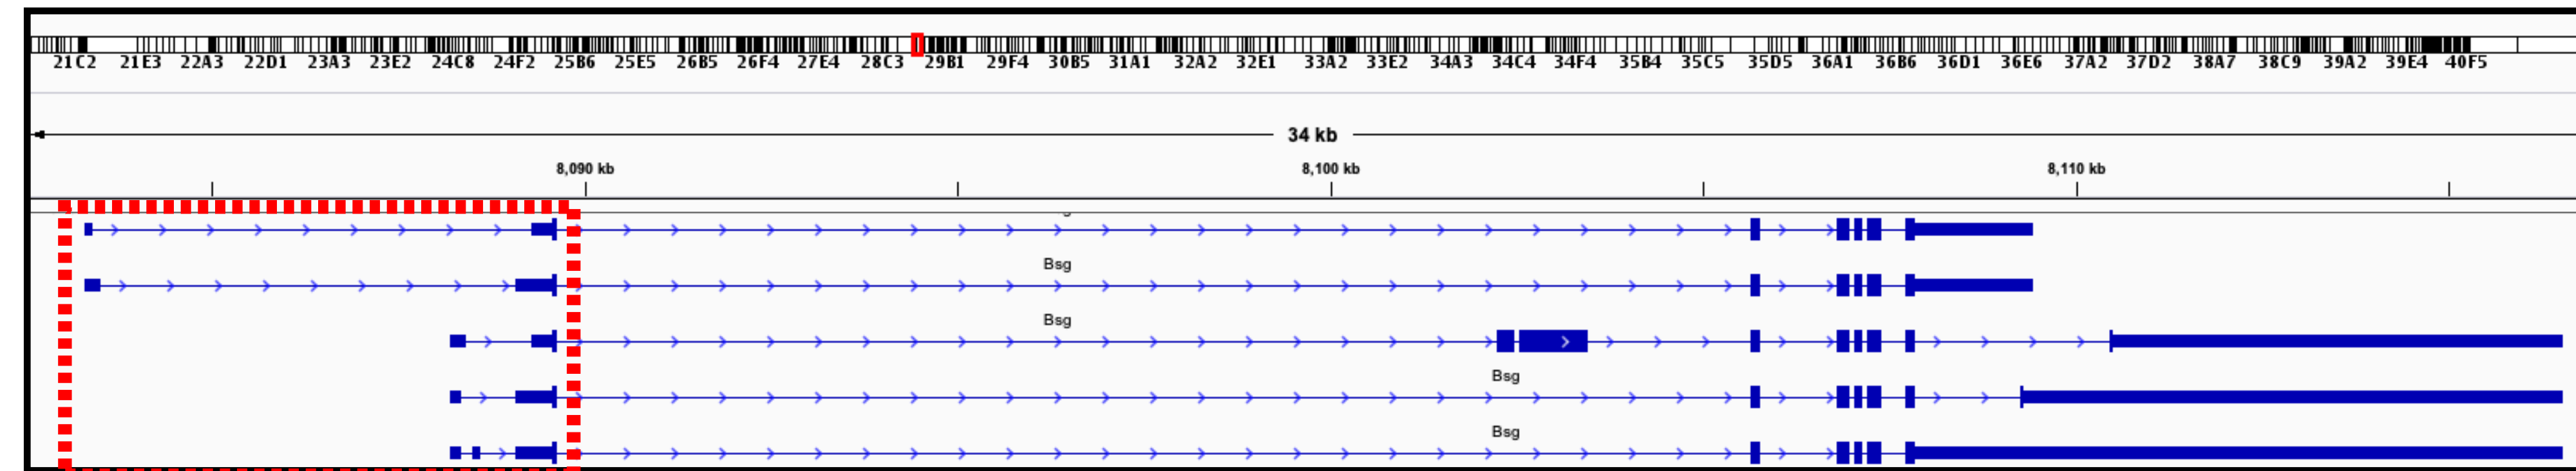 21C2 21E3 22A3 22D1 23A3 23E2 24C8 24F2 25B6 25E5 26B5 26F4 27E4 28C3 29B1 29F4 30B5 31A1 32A2 32E1 33A2 33E2 34A3 34C4 34F4 35B4 35C5 35D5 36A1 36B6 36D1 36E6 37A2 37D2 38A7 38C9 39A2 39E4 40F5
34 kb
8,090 kb 8,100 kb 8,110 kb
Bsg
Bsg
Bsg
Bsg